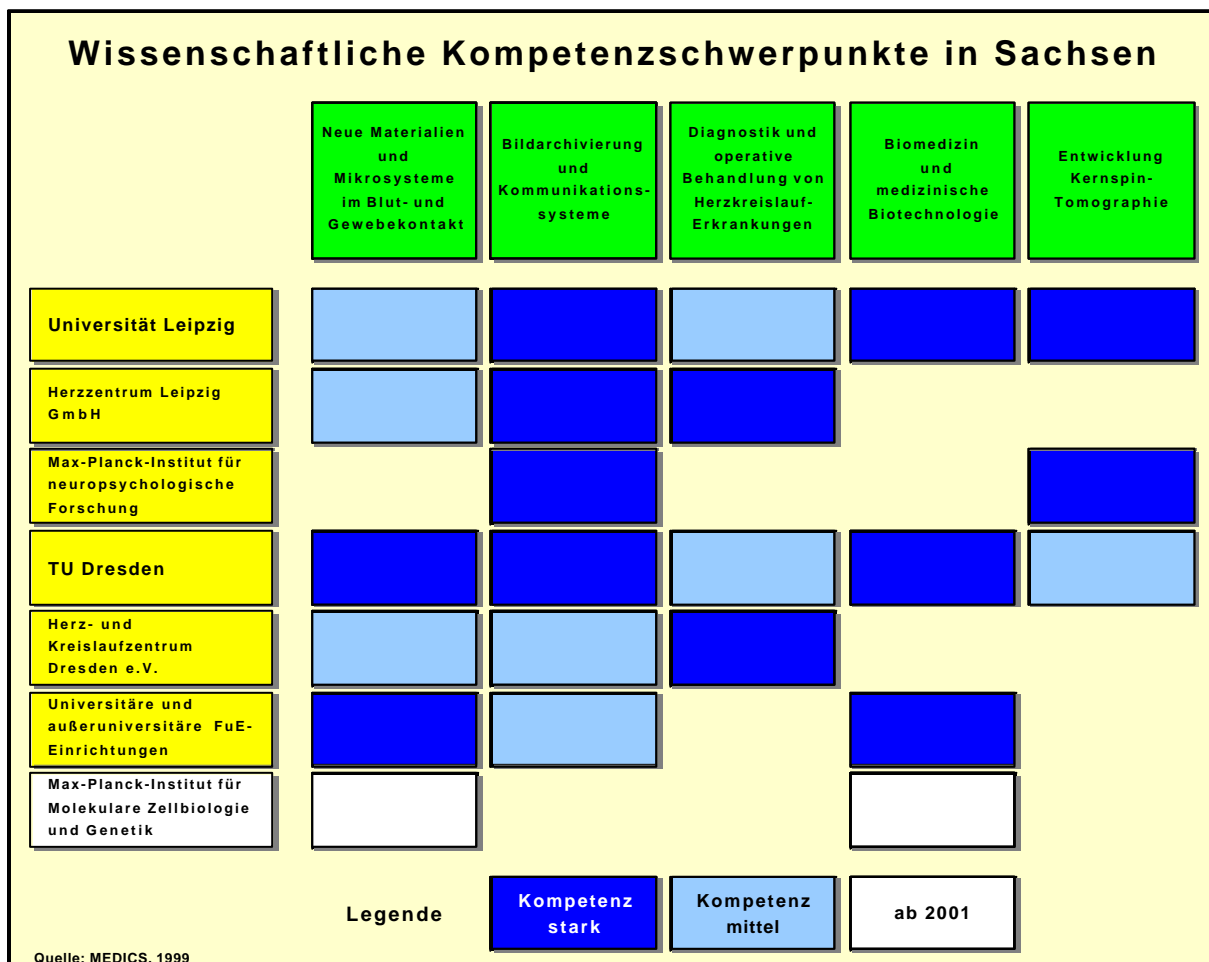 Wissenschaftliche Kompetenzschwerpunkte in Sachsen
Neue Materialien
und
Mikrosysteme
im Blut- und
Gewebekontakt
Bildarchivierung
und
Kommunikations-
systeme
Diagnostik und
operative
Behandlung von
Herzkreislauf-
Erkrankungen
Biomedizin
und
medizinische
Biotechnologie
Entwicklung
Kernspin-
Tomographie
Universität Leipzig
Herzzentrum Leipzig
GmbH
Max-Planck-Institut für
neuropsychologische
Forschung
TU Dresden
Herz- und
Kreislaufzentrum
Dresden e.V.
Universitäre und
außeruniversitäre FuE-
Einrichtungen
Max-Planck-Institut für
Molekulare Zellbiologie
und Genetik
Legende
Kompetenz
stark
Kompetenz
mittel
ab 2001
Quelle: MEDICS, 1999